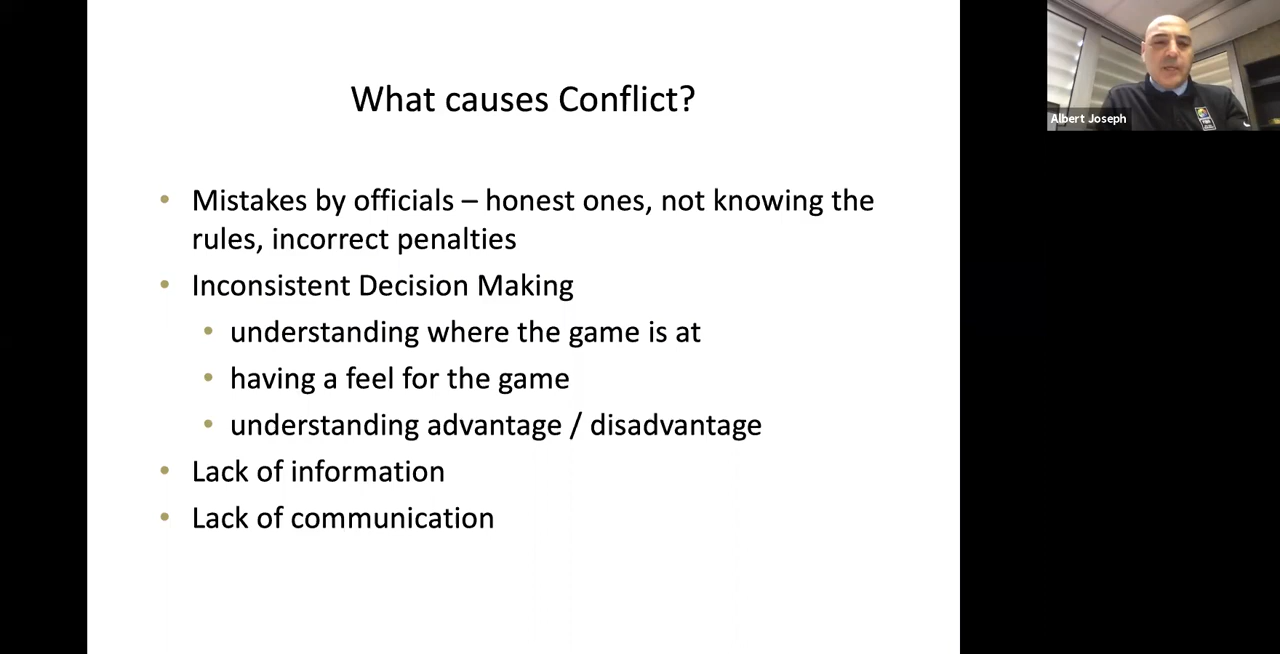 What causes Conflict?
• Mistakes by officials – honest ones, not knowing the
rules, incorrect penalties
• Inconsistent Decision Making
• understanding where the game is at
• having a feel for the game
• understanding advantage / disadvantage
• Lack of information
• Lack of communication
Albert Joseph